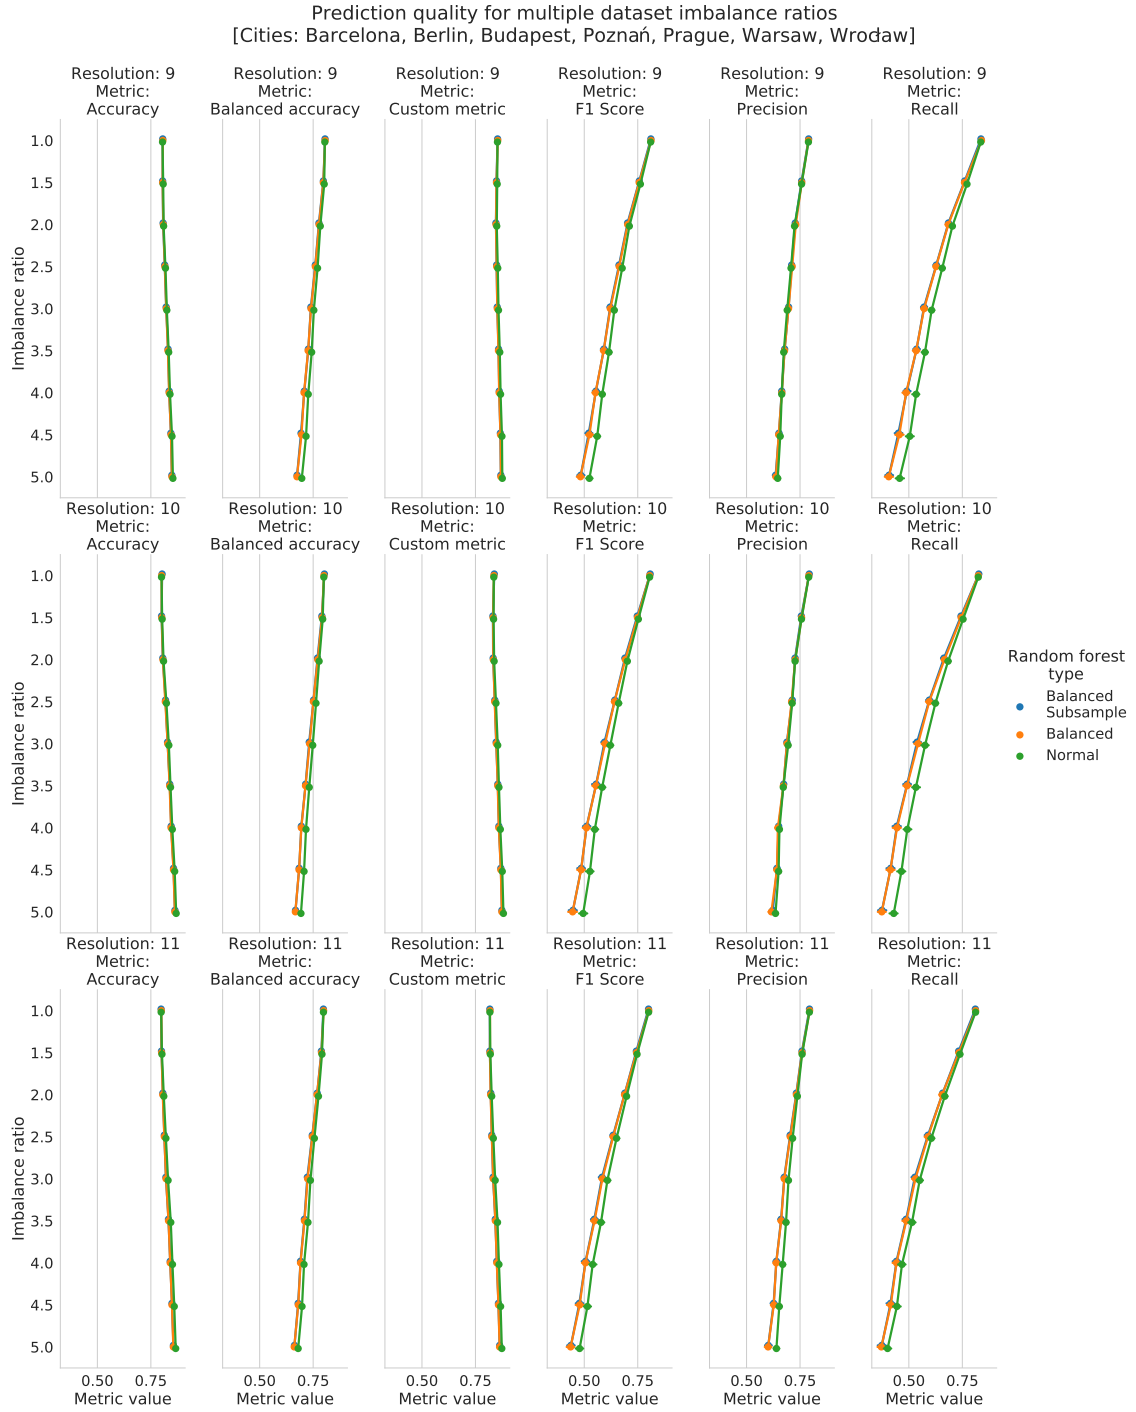 Prediction quality for multiple dataset imbalance ratios
[Cities: Barcelona, Berlin, Budapest, Poznań, Prague, Warsaw, Wrocław]
Resolution: 9 Resolution: 9 Resolution: 9 Resolution: 9 Resolution: 9 Resolution: 9
Metric: Metric: Metric: Metric: Metric: Metric:
Accuracy Balanced accuracy Custom metric F1 Score Precision Recall
Imbalance ratio
1.0
1.5
2.0
2.5
3.0
3.5
4.0
4.5
5.0
Resolution: 10 Resolution: 10 Resolution: 10 Resolution: 10 Resolution: 10 Resolution: 10
Metric: Metric: Metric: Metric: Metric: Metric:
Accuracy Balanced accuracy Custom metric F1 Score Precision Recall
Imbalance ratio
1.0
1.5
2.0
2.5
3.0
3.5
4.0
4.5
5.0
Random forest
type
Balanced
Subsample
Balanced
Normal
Resolution: 11 Resolution: 11 Resolution: 11 Resolution: 11 Resolution: 11 Resolution: 11
Metric: Metric: Metric: Metric: Metric: Metric:
Accuracy Balanced accuracy Custom metric F1 Score Precision Recall
Imbalance ratio
1.0
1.5
2.0
2.5
3.0
3.5
4.0
4.5
5.0
0.50 0.75 0.50 0.75 0.50 0.75 0.50 0.75 0.50 0.75 0.50 0.75
Metric value Metric value Metric value Metric value Metric value Metric value